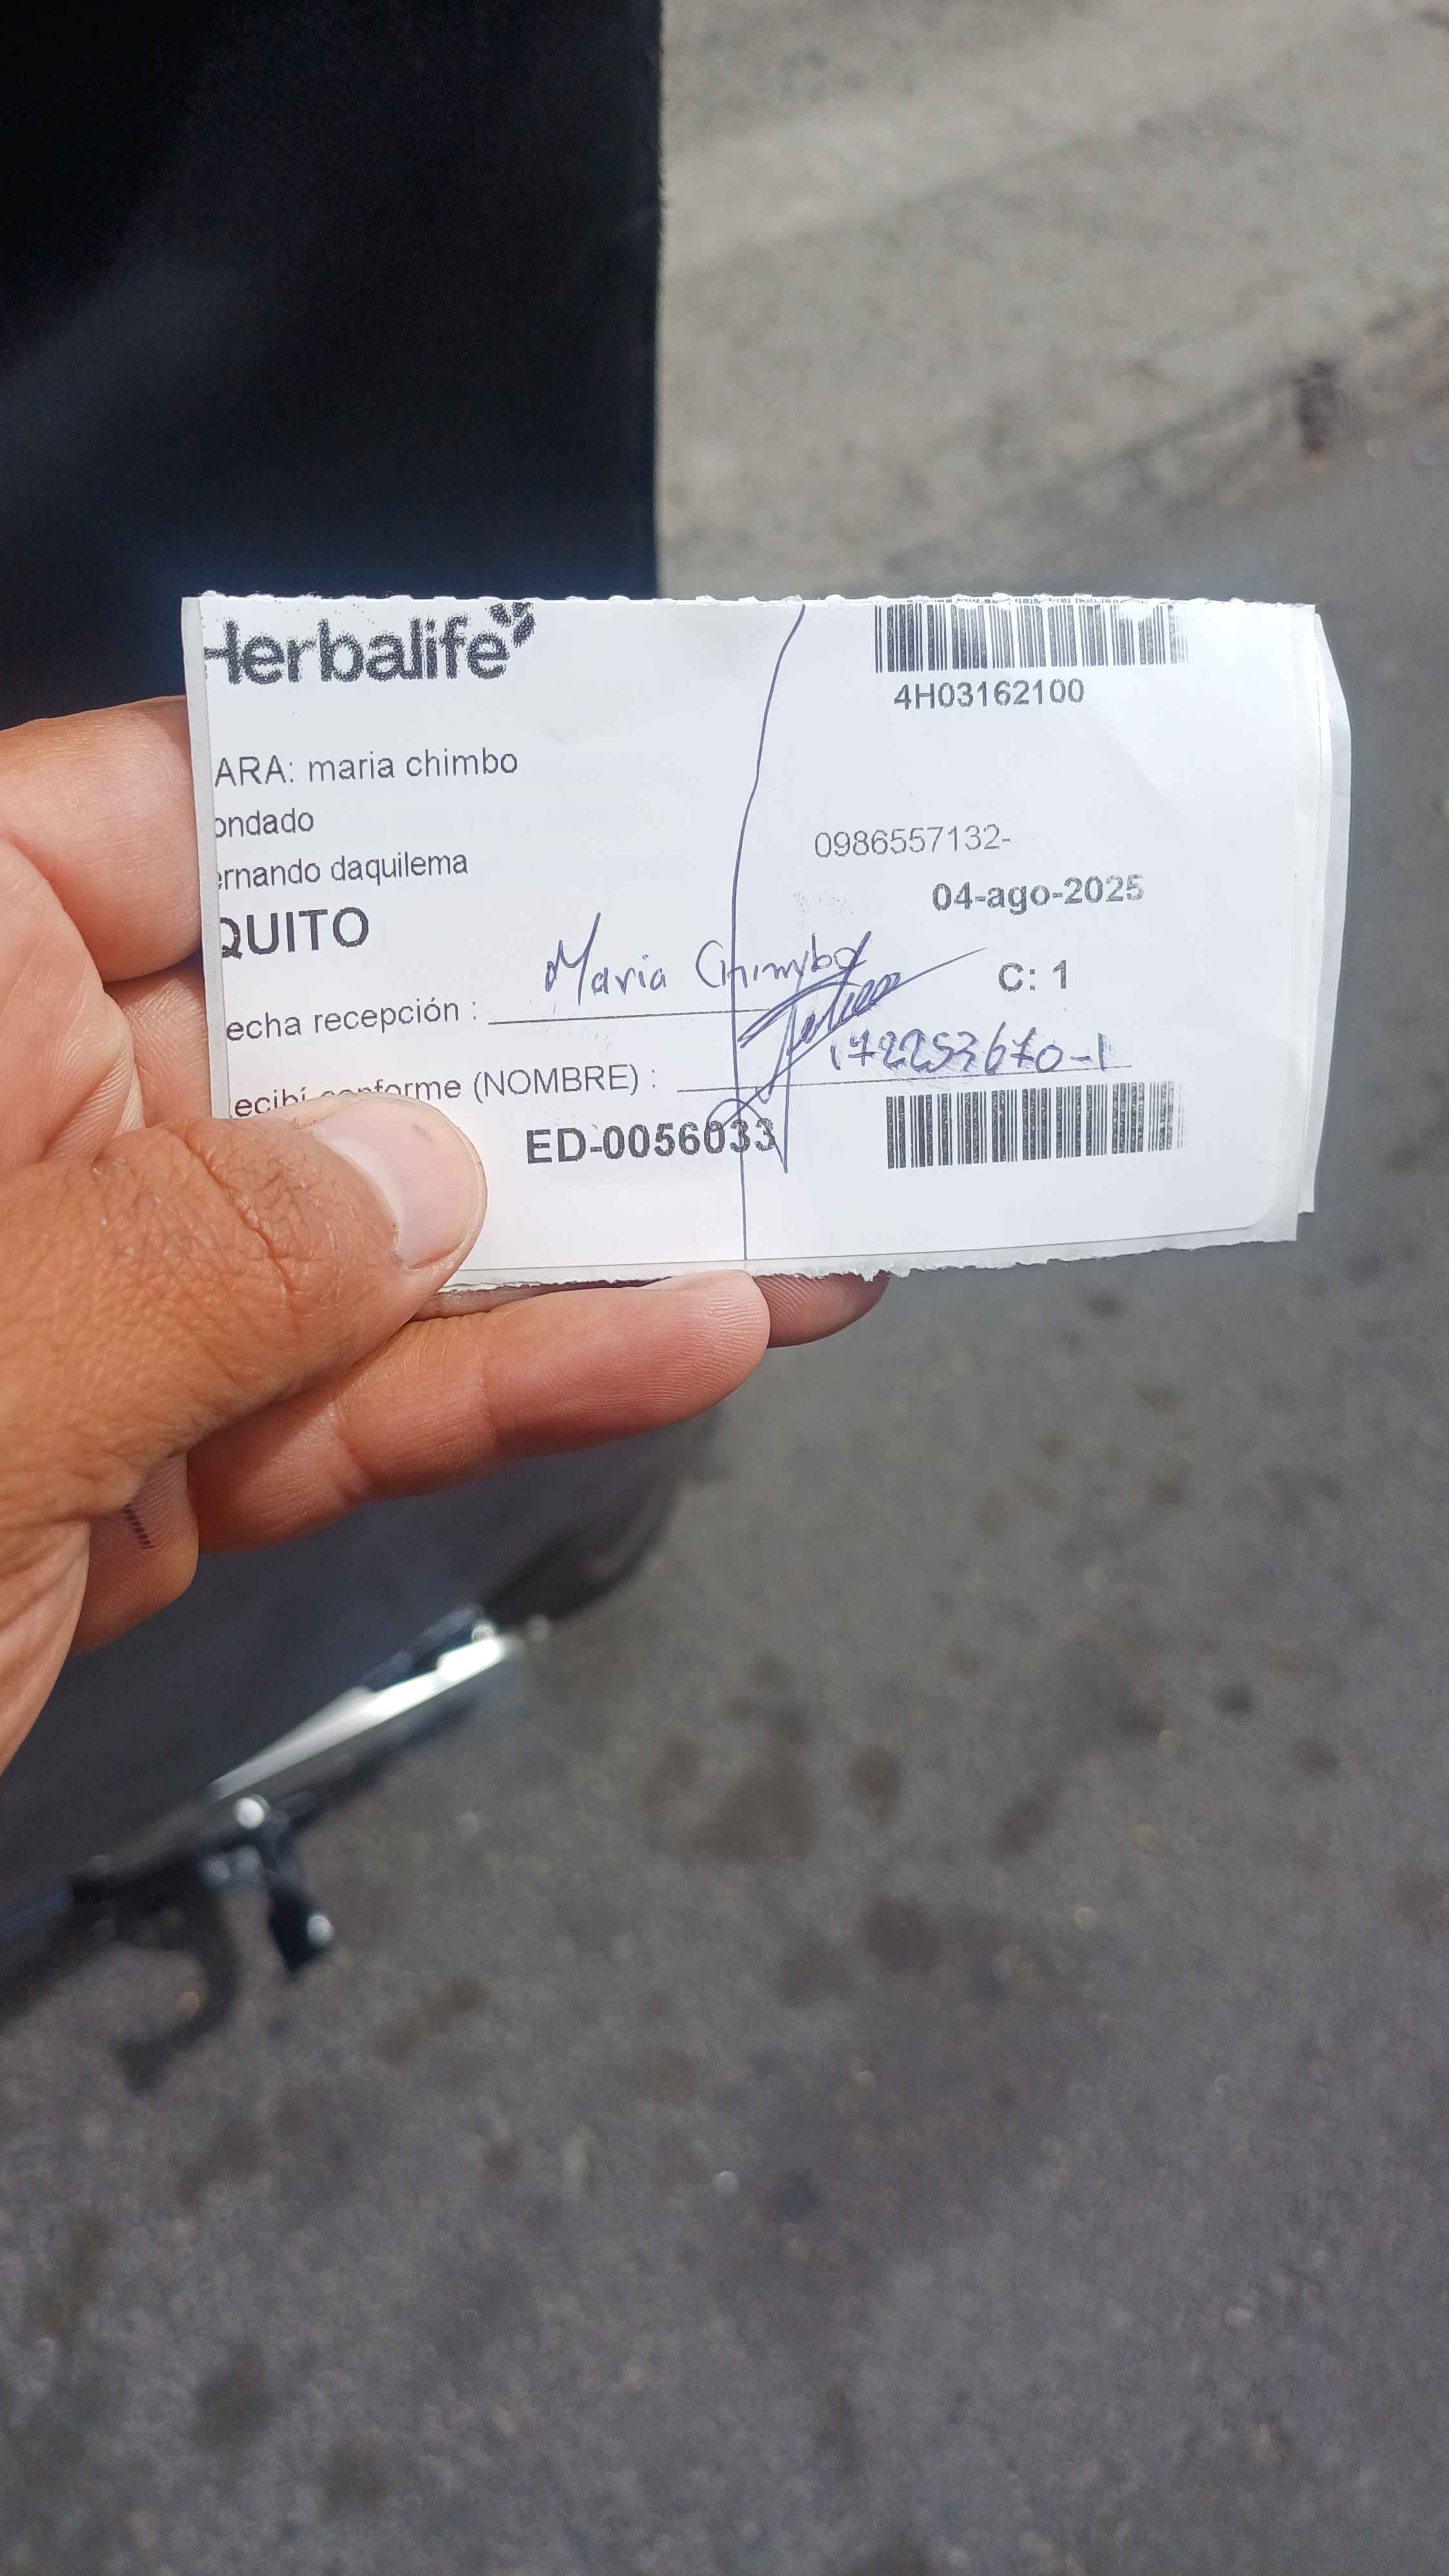 Herbalife
4H03162100
ARA: maria chimbo
ondado
0986557132-
ernando daquilema
04-ago-2025
QUITO
Maria Chimbo
C: 1
echa recepción :
172253670-1
ecibí conforme (NOMBRE) :
ED-0056033